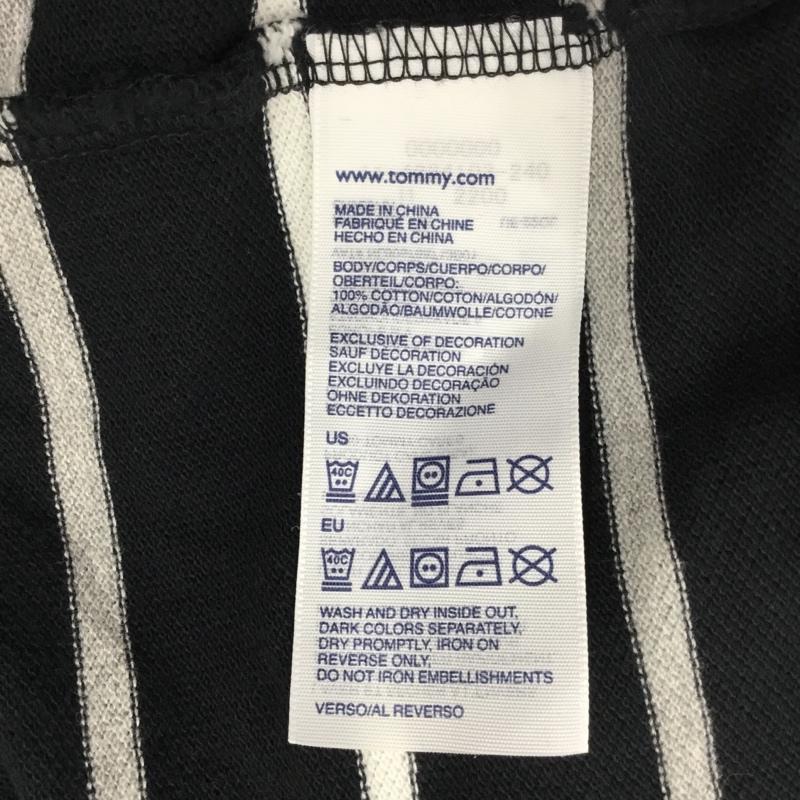 www.tommy.com
MADE IN CHINA
FABRIQUÉ EN CHINE
HECHO EN CHINA
BODY/CORPS/CUERPO/CORPO/
OBERTEIL/CORPO:
100% COTTON/COTON/ALGODÓN/
ALGODÃO/BAUMWOLLE/COTONE
EXCLUSIVE OF DECORATION
SAUF DÉCORATION
EXCLUYE LA DECORACIÓN
EXCLUINDO DECORAÇÃO
OHNE DEKORATION
ECCETTO DECORAZIONE
US
40C
EU
40C
WASH AND DRY INSIDE OUT,
DARK COLORS SEPARATELY.
DRY PROMPTLY, IRON ON
REVERSE ONLY.
DO NOT IRON EMBELLISHMENTS
VERSO/AL REVERSO